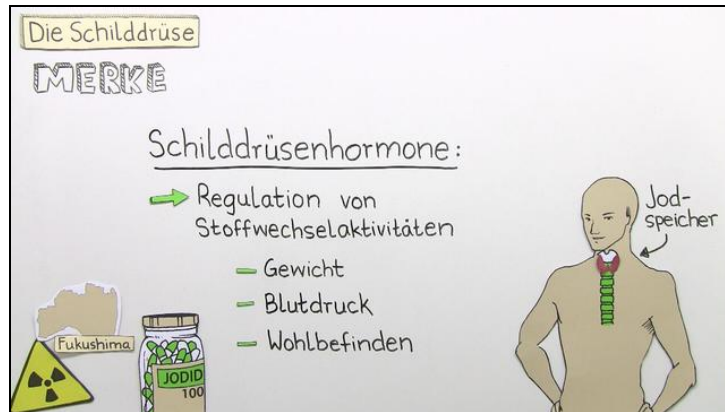 Die Schilddrüse
MERKE
Schilddrüsenhormone:
Regulation von
Stoffwechselaktivitäten
Gewicht
Blutdruck
Wohlbefinden
Jod-
speicher
Fukushima
JODID
100